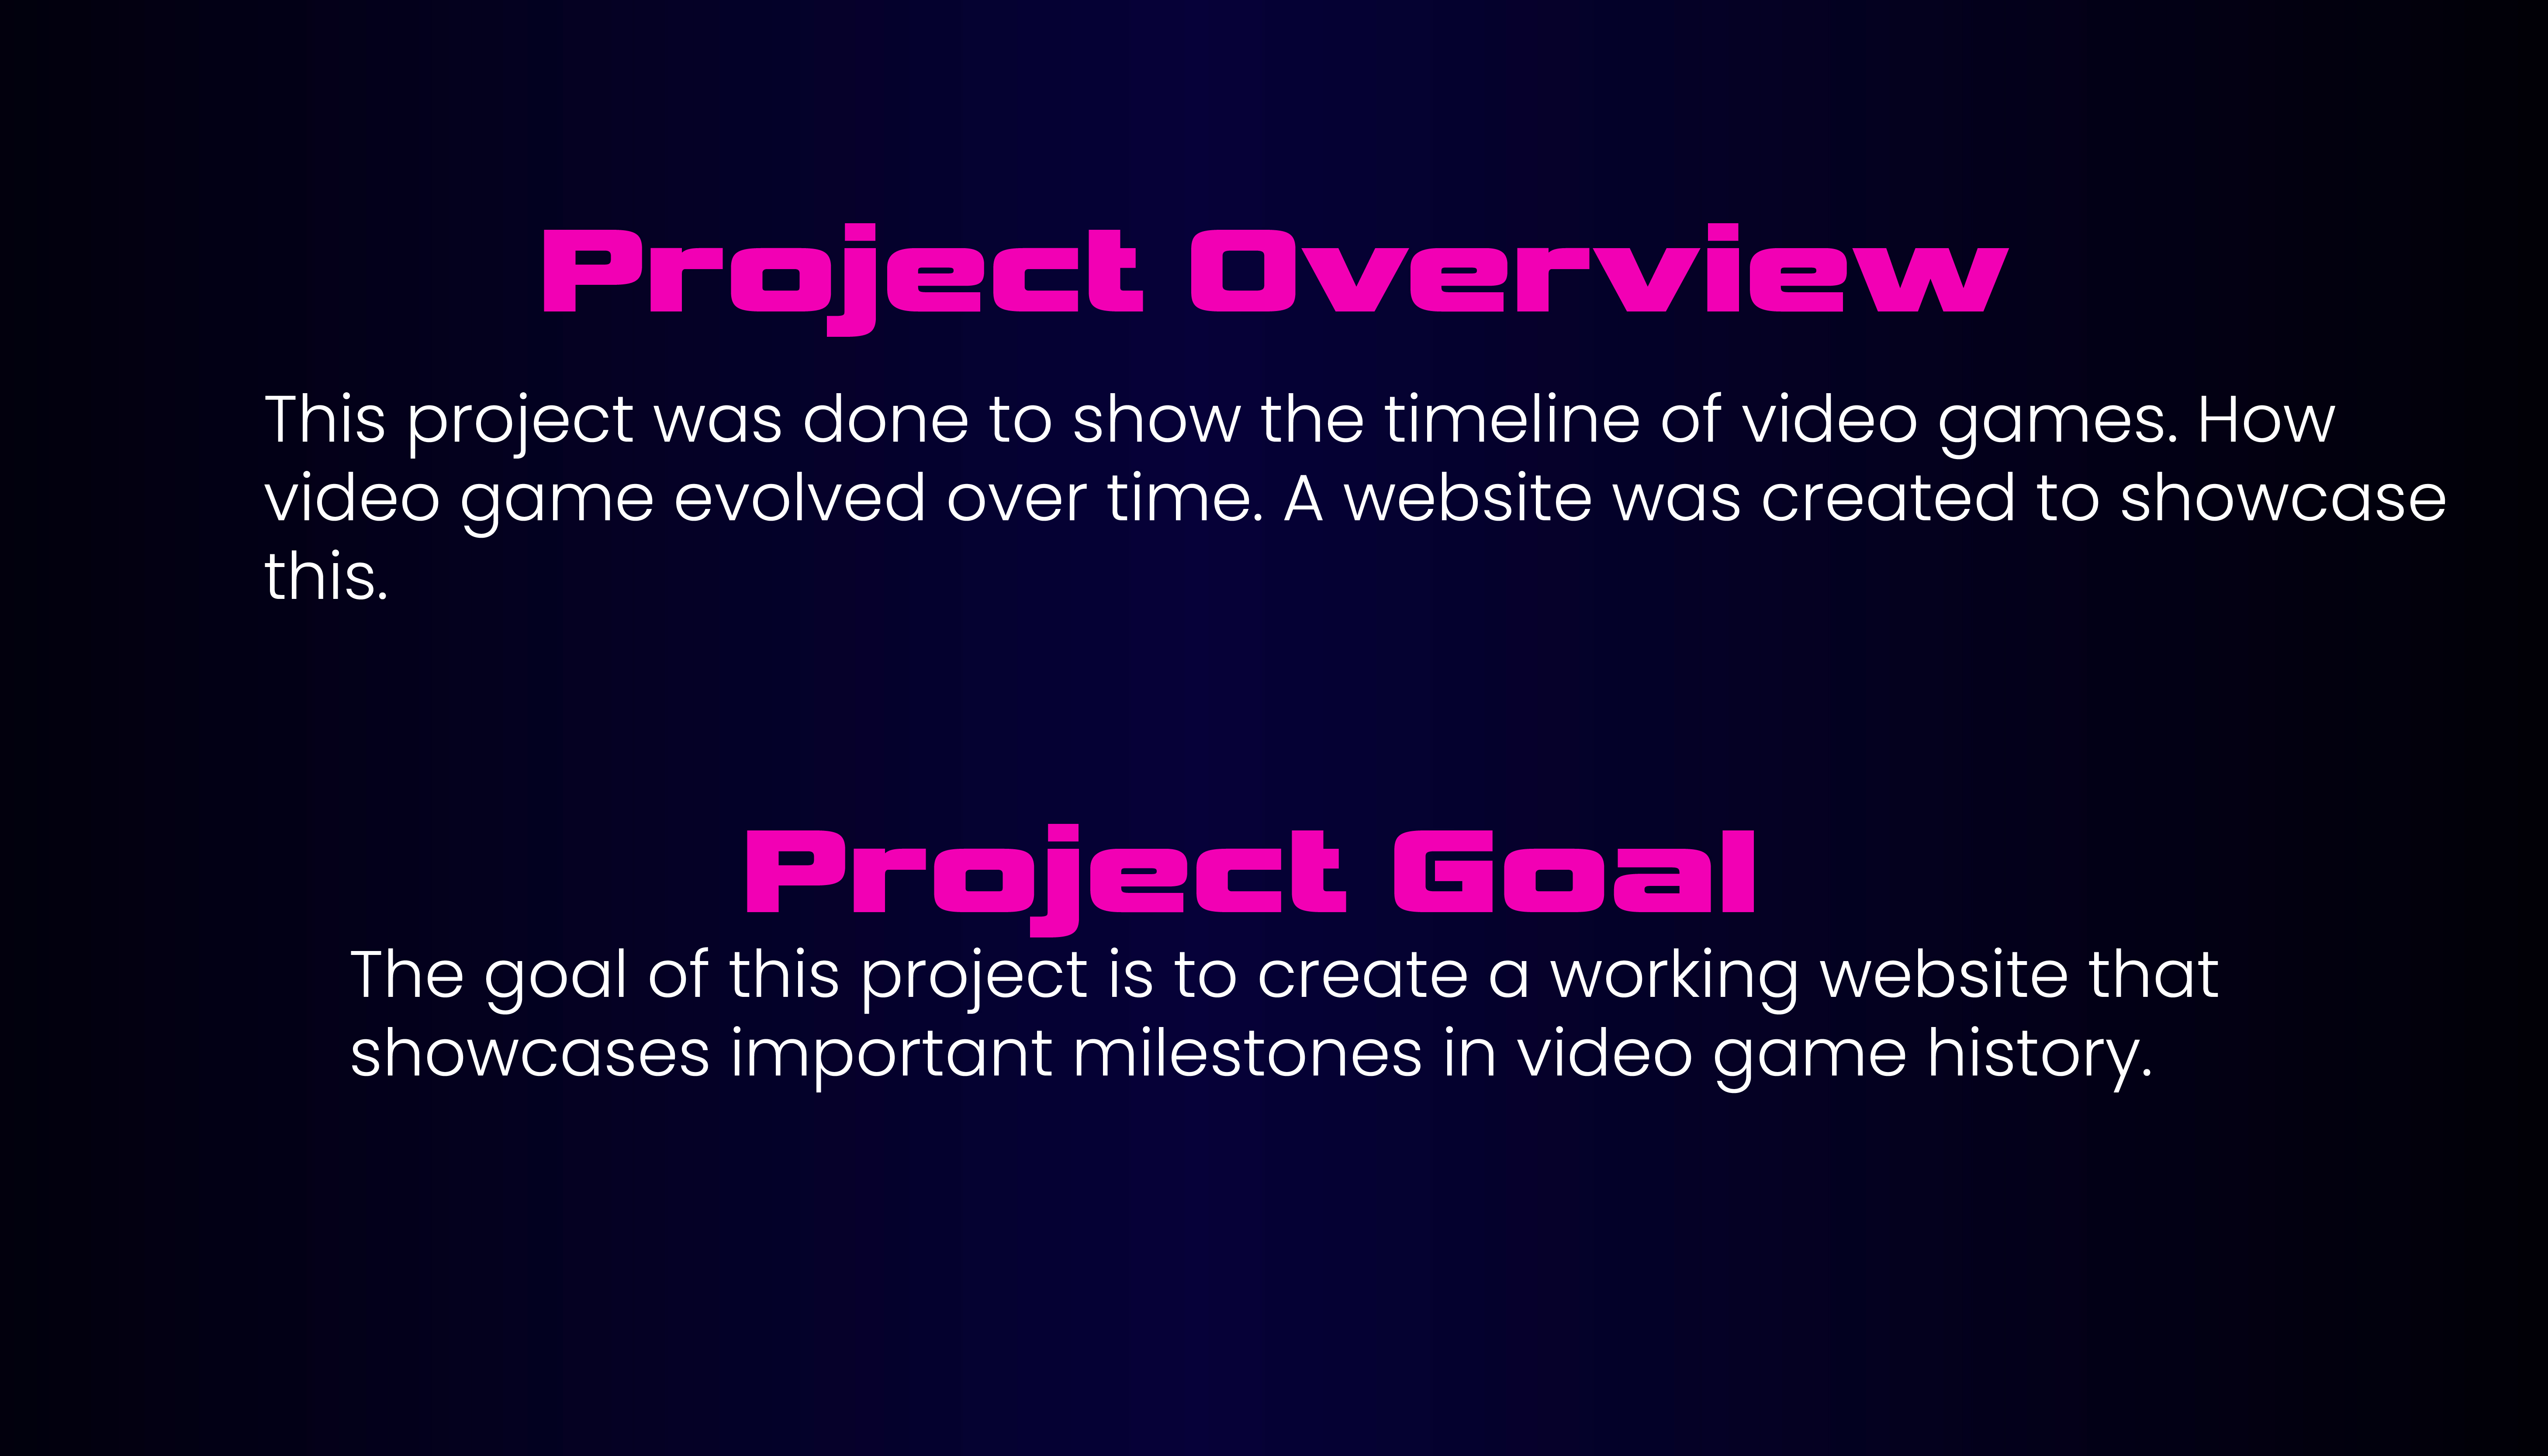 Project Overview
This project was done to show the timeline of video games. How
video game evolved over time. A website was created to showcase
this.
Project Goal
The goal of this project is to create a working website that
showcases important milestones in video game history.